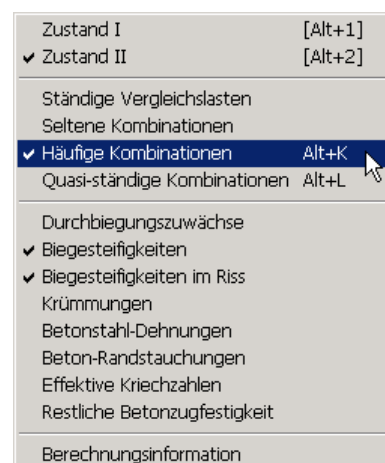 Zustand I [Alt+1]
Zustand II [Alt+2]
Ständige Vergleichslasten
Seltene Kombinationen
Häufige Kombinationen Alt+K
Quasi-ständige Kombinationen Alt+L
Durchbiegungszuwächse
Biegesteifigkeiten
Biegesteifigkeiten im Riss
Krümmungen
Betonstahl-Dehnungen
Beton-Randstauchungen
Effektive Kriechzahlen
Restliche Betonzugfestigkeit
Berechnungsinformation